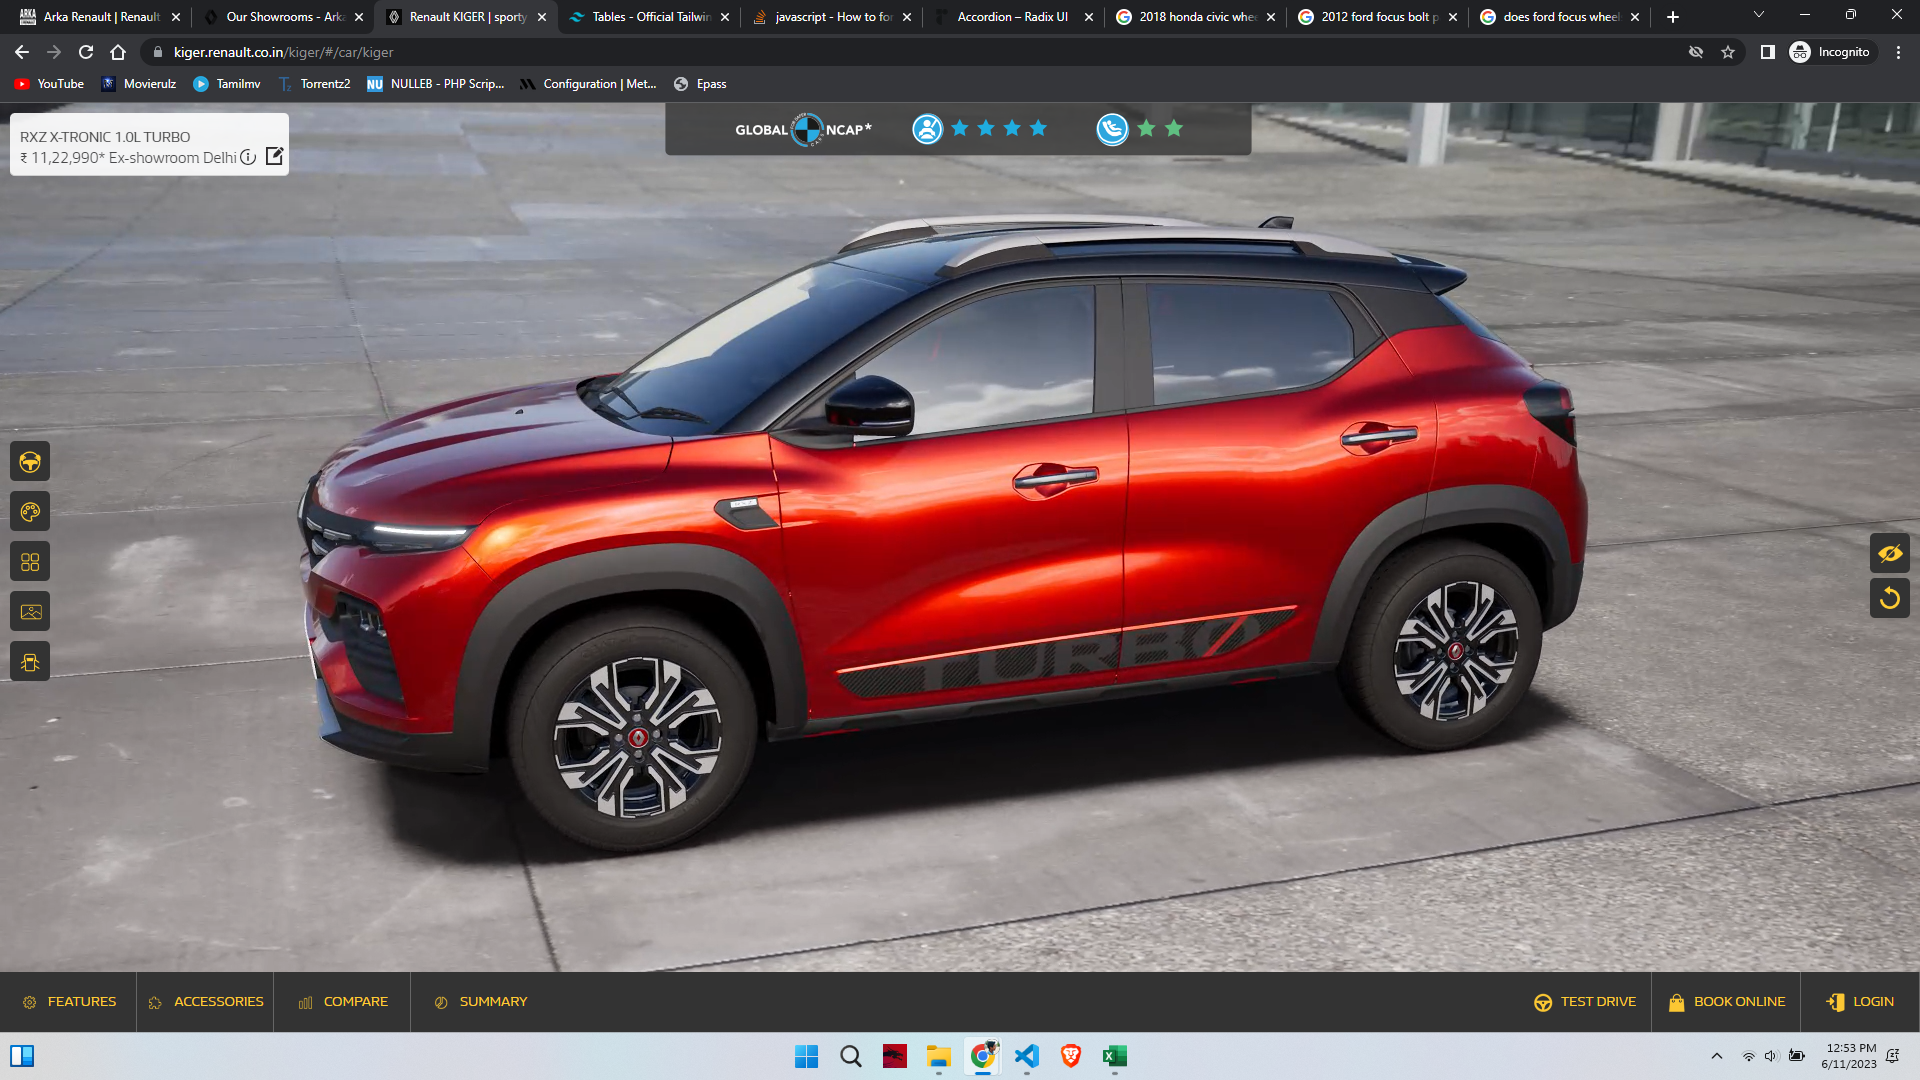 Arka Renault | Renault
Our Showrooms - Arka
Renault KIGER | sporty
Tables - Official Tailwin
javascript - How to for
Accordion – Radix UI
2018 honda civic whee
2012 ford focus bolt p
does ford focus wheel
kiger.renault.co.in/kiger/#/car/kiger
Incognito
YouTube
Movierulz
Tamilmv
Torrentz2
NULLEB - PHP Scrip...
Configuration | Met...
Epass
RXZ X-TRONIC 1.0L TURBO
₹ 11,22,990* Ex-showroom Delhi
GLOBAL NCAP*
TURBO
FEATURES
ACCESSORIES
COMPARE
SUMMARY
TEST DRIVE
BOOK ONLINE
LOGIN
12:53 PM
6/11/2023